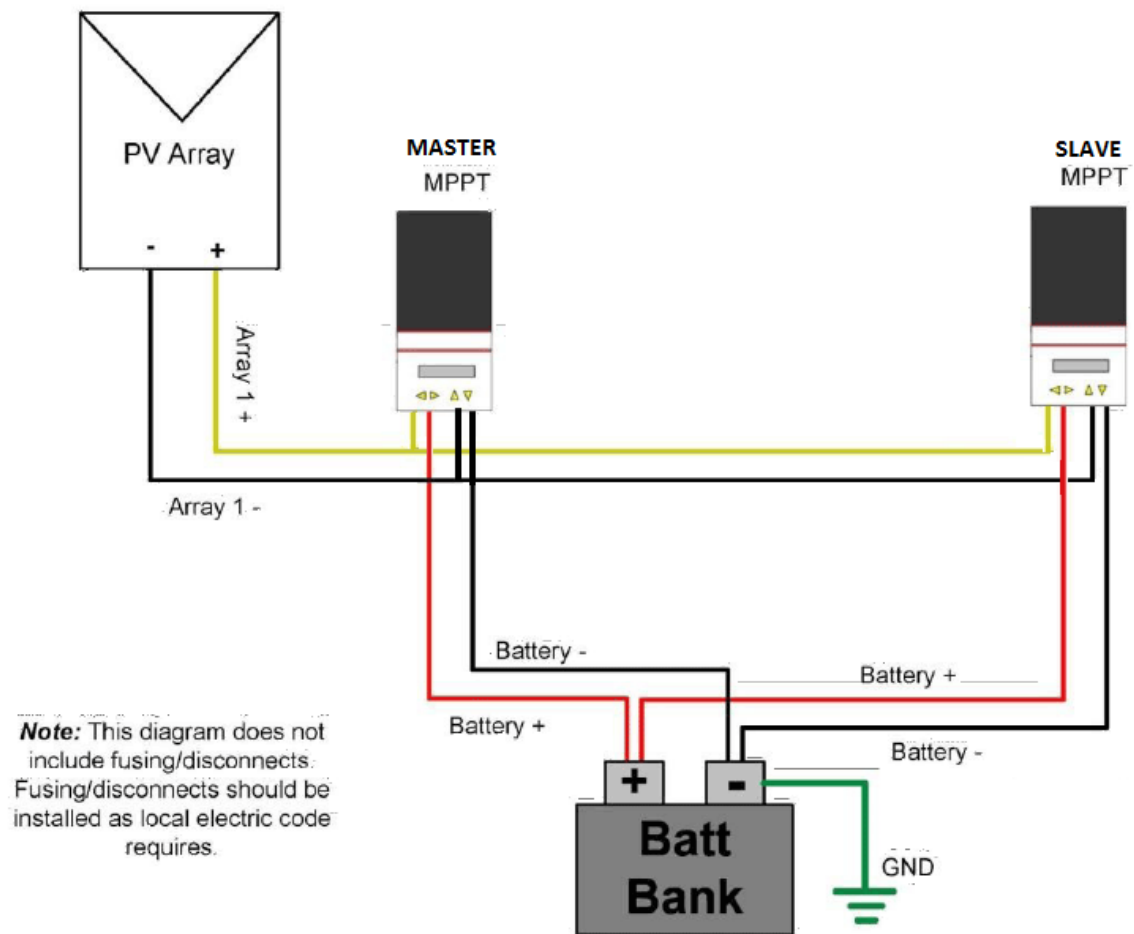 PV Array
- +
MASTER
MPPT
SLAVE
MPPT
Array 1 +
Array 1 -
Battery -
Battery +
Battery +
Battery -
Note: This diagram does not
include fusing/disconnects.
Fusing/disconnects should be
installed as local electric code
requires.
+ -
Batt
Bank
GND